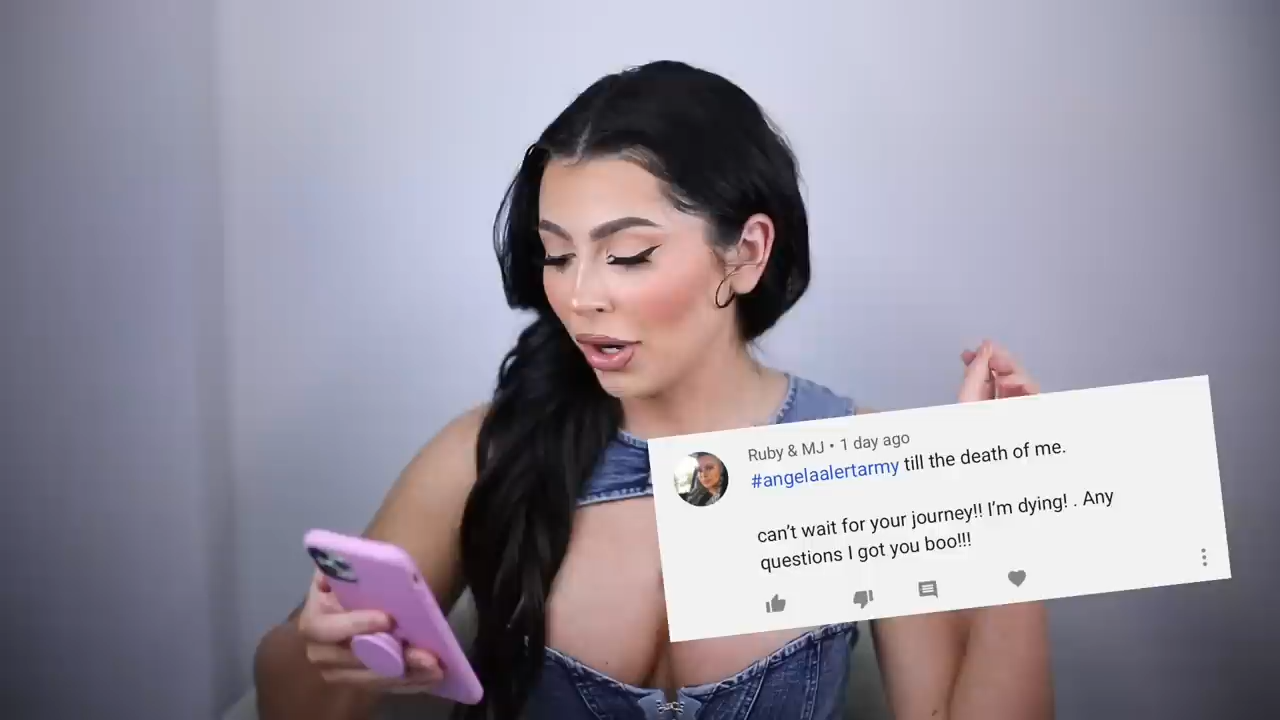 Ruby & MJ • 1 day ago
#angelaalertarmy till the death of me.
can't wait for your journey!! I'm dying! . Any
questions I got you boo!!!